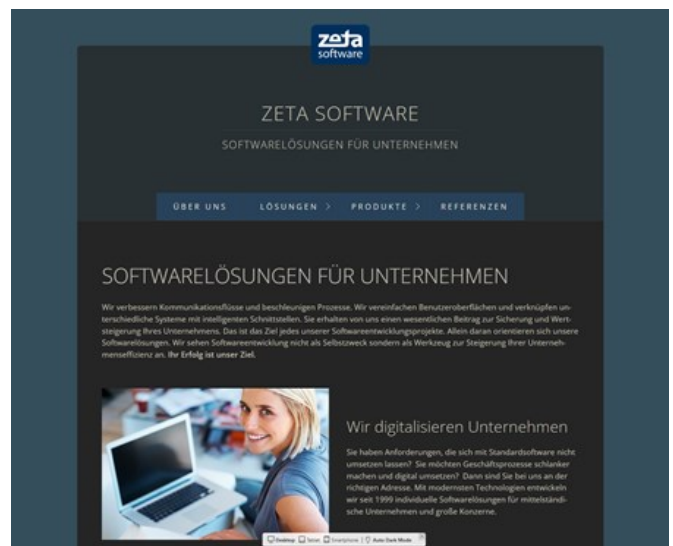 zeta
software
ZETA SOFTWARE
SOFTWARELÖSUNGEN FÜR UNTERNEHMEN
ÜBER UNS LÖSUNGEN > PRODUKTE > REFERENZEN
SOFTWARELÖSUNGEN FÜR UNTERNEHMEN
Wir verbessern Kommunikationsflüsse und beschleunigen Prozesse. Wir vereinfachen Benutzeroberflächen und verknüpfen un-
terschiedliche Systeme mit intelligenten Schnittstellen. Sie erhalten von uns einen wesentlichen Beitrag zur Sicherung und Wert-
steigerung Ihres Unternehmens. Das ist das Ziel jedes unserer Softwareentwicklungsprojekte. Allein daran orientieren sich unsere
Softwarelösungen. Wir sehen Softwareentwicklung nicht als Selbstzweck sondern als Werkzeug zur Steigerung Ihrer Unterneh-
menseffizienz an. Ihr Erfolg ist unser Ziel.
Wir digitalisieren Unternehmen
Sie haben Anforderungen, die sich mit Standardsoftware nicht
umsetzen lassen? Sie möchten Geschäftsprozesse schlanker
machen und digital umsetzen? Dann sind Sie bei uns an der
richtigen Adresse. Mit modernsten Technologien entwickeln
wir seit 1999 individuelle Softwarelösungen für mittelständi-
sche Unternehmen und große Konzerne.
Desktop Tablet Smartphone Auto Dark Mode